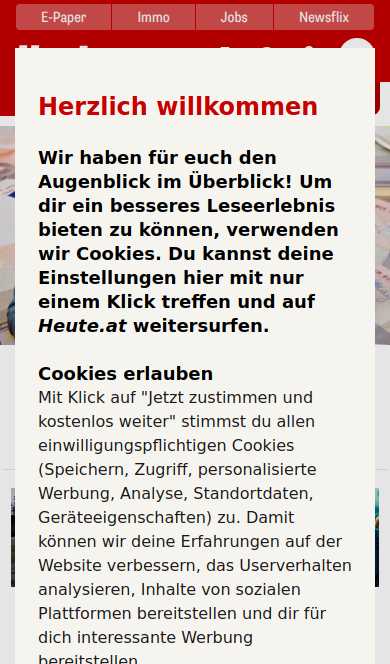 E-Paper
Immo
Jobs
Newsflix
Herzlich willkommen
Wir haben für euch den
Augenblick im Überblick! Um
dir ein besseres Leseerlebnis
bieten zu können, verwenden
wir Cookies. Du kannst deine
Einstellungen hier mit nur
einem Klick treffen und auf
Heute.at weitersurfen.
Cookies erlauben
Mit Klick auf "Jetzt zustimmen und
kostenlos weiter" stimmst du allen
einwilligungspflichtigen Cookies
(Speichern, Zugriff, personalisierte
Werbung, Analyse, Standortdaten,
Geräteeigenschaften) zu. Damit
können wir deine Erfahrungen auf der
Website verbessern, das Userverhalten
analysieren, Inhalte von sozialen
Plattformen bereitstellen und dir für
dich interessante Werbung
bereitstellen